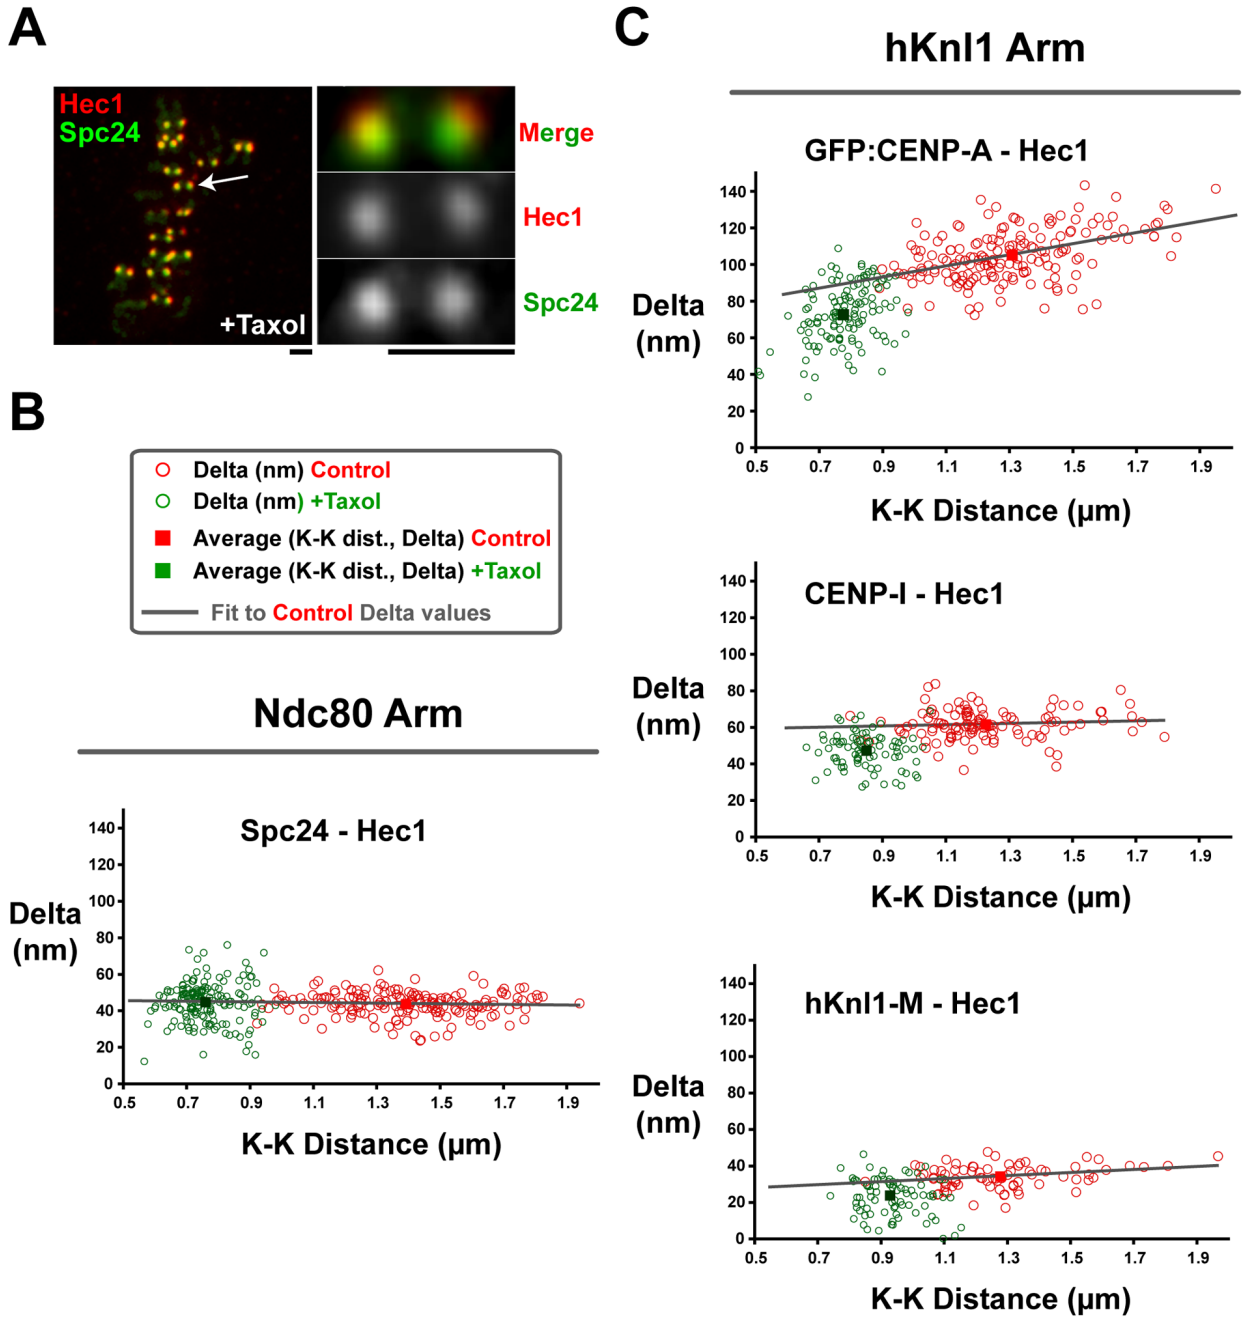 A
Hec1
Spc24
+Taxol
Merge
Hec1
Spc24
B
Delta (nm) Control
Delta (nm) +Taxol
Average (K-K dist., Delta) Control
Average (K-K dist., Delta) +Taxol
Fit to Control Delta values
Ndc80 Arm
Spc24 - Hec1
Delta
(nm)
140
120
100
80
60
40
20
0
0.5 0.7 0.9 1.1 1.3 1.5 1.7 1.9
K-K Distance (µm)
C
hKnl1 Arm
GFP:CENP-A - Hec1
Delta
(nm)
140
120
100
80
60
40
20
0
0.5 0.7 0.9 1.1 1.3 1.5 1.7 1.9
K-K Distance (µm)
CENP-I - Hec1
Delta
(nm)
140
120
100
80
60
40
20
0
0.5 0.7 0.9 1.1 1.3 1.5 1.7 1.9
K-K Distance (µm)
hKnl1-M - Hec1
Delta
(nm)
140
120
100
80
60
40
20
0
0.5 0.7 0.9 1.1 1.3 1.5 1.7 1.9
K-K Distance (µm)